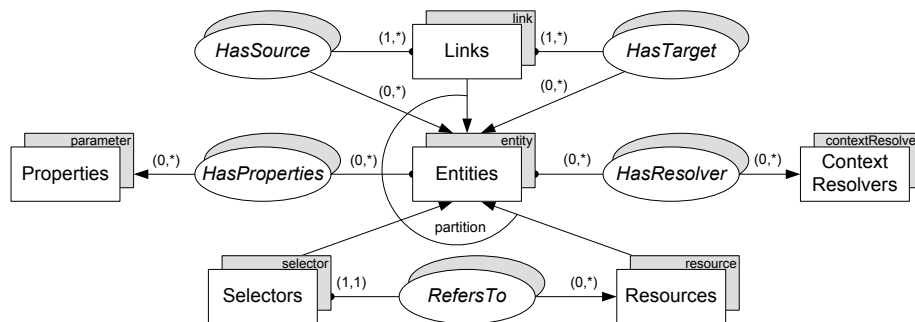 link
HasSource
(1,*)
Links
(1,*)
HasTarget
(0,*)
(0,*)
parameter
entity
contextResolve
(0,*)
(0,*)
(0,*)
(0,*)
Properties
HasProperties
Entities
HasResolver
Context
Resolvers
partition
selector
resource
(1,1)
(0,*)
Selectors
RefersTo
Resources